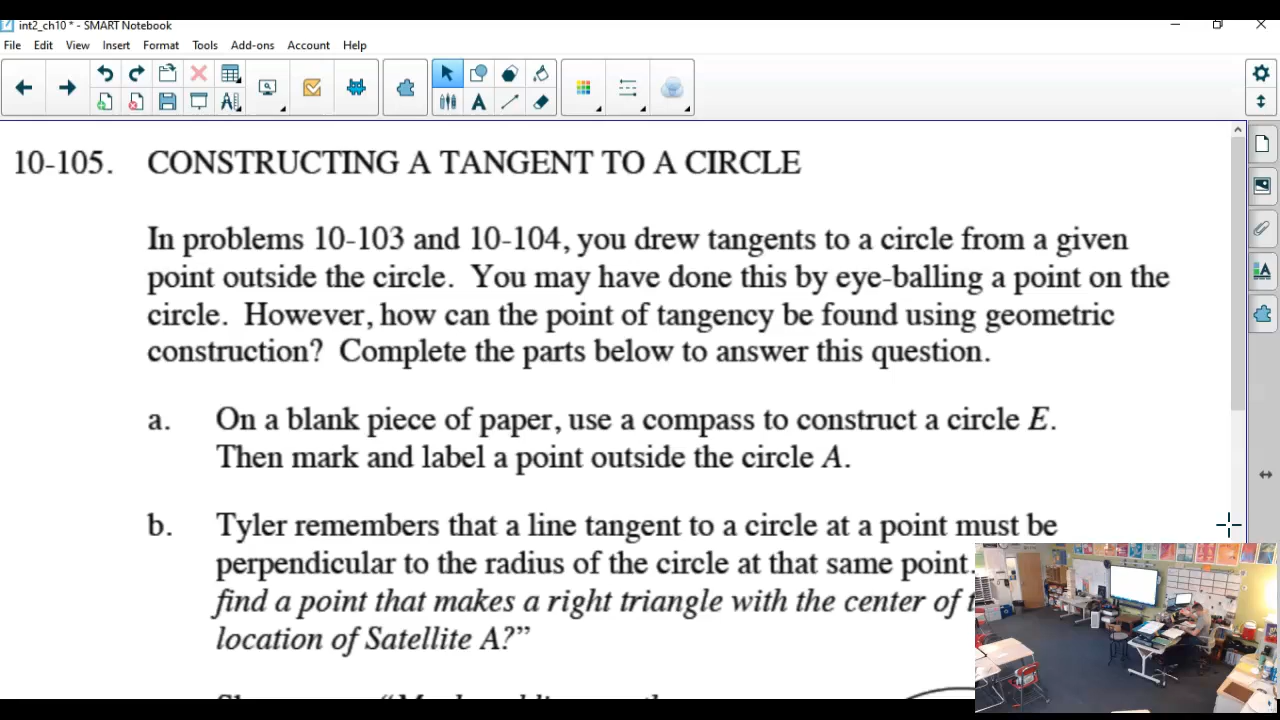 int2_ch10 * - SMART Notebook
File Edit View Insert Format Tools Add-ons Account Help
10-105. CONSTRUCTING A TANGENT TO A CIRCLE
In problems 10-103 and 10-104, you drew tangents to a circle from a given
point outside the circle. You may have done this by eye-balling a point on the
circle. However, how can the point of tangency be found using geometric
construction? Complete the parts below to answer this question.
a. On a blank piece of paper, use a compass to construct a circle E.
Then mark and label a point outside the circle A.
b. Tyler remembers that a line tangent to a circle at a point must be
perpendicular to the radius of the circle at that same point.
find a point that makes a right triangle with the center of
location of Satellite A?”